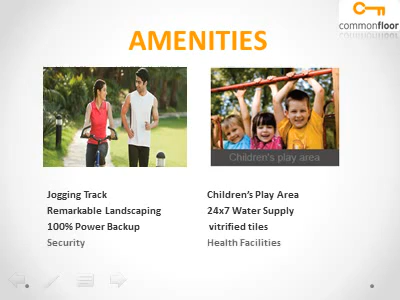 commonfloor
AMENITIES
Children's play area
Jogging Track
Remarkable Landscaping
100% Power Backup
Security
Children's Play Area
24x7 Water Supply
vitrified tiles
Health Facilities